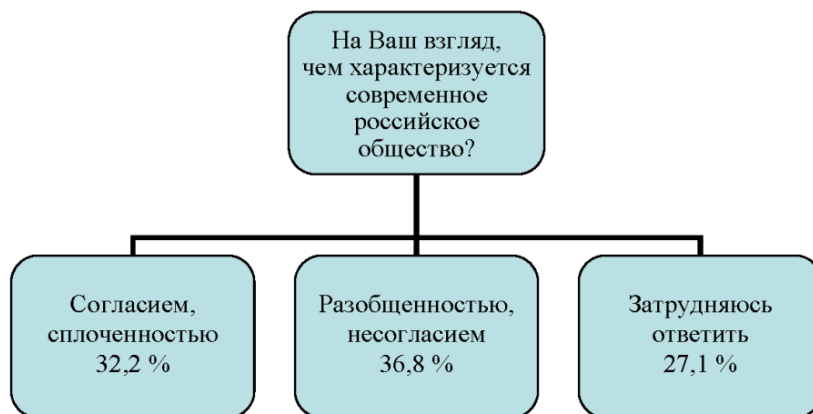 На Ваш взгляд,
чем характеризуется
современное
российское
общество?
Согласием,
сплоченностью
32,2 %
Разобщенностью,
несогласием
36,8 %
Затрудняюсь
ответить
27,1 %